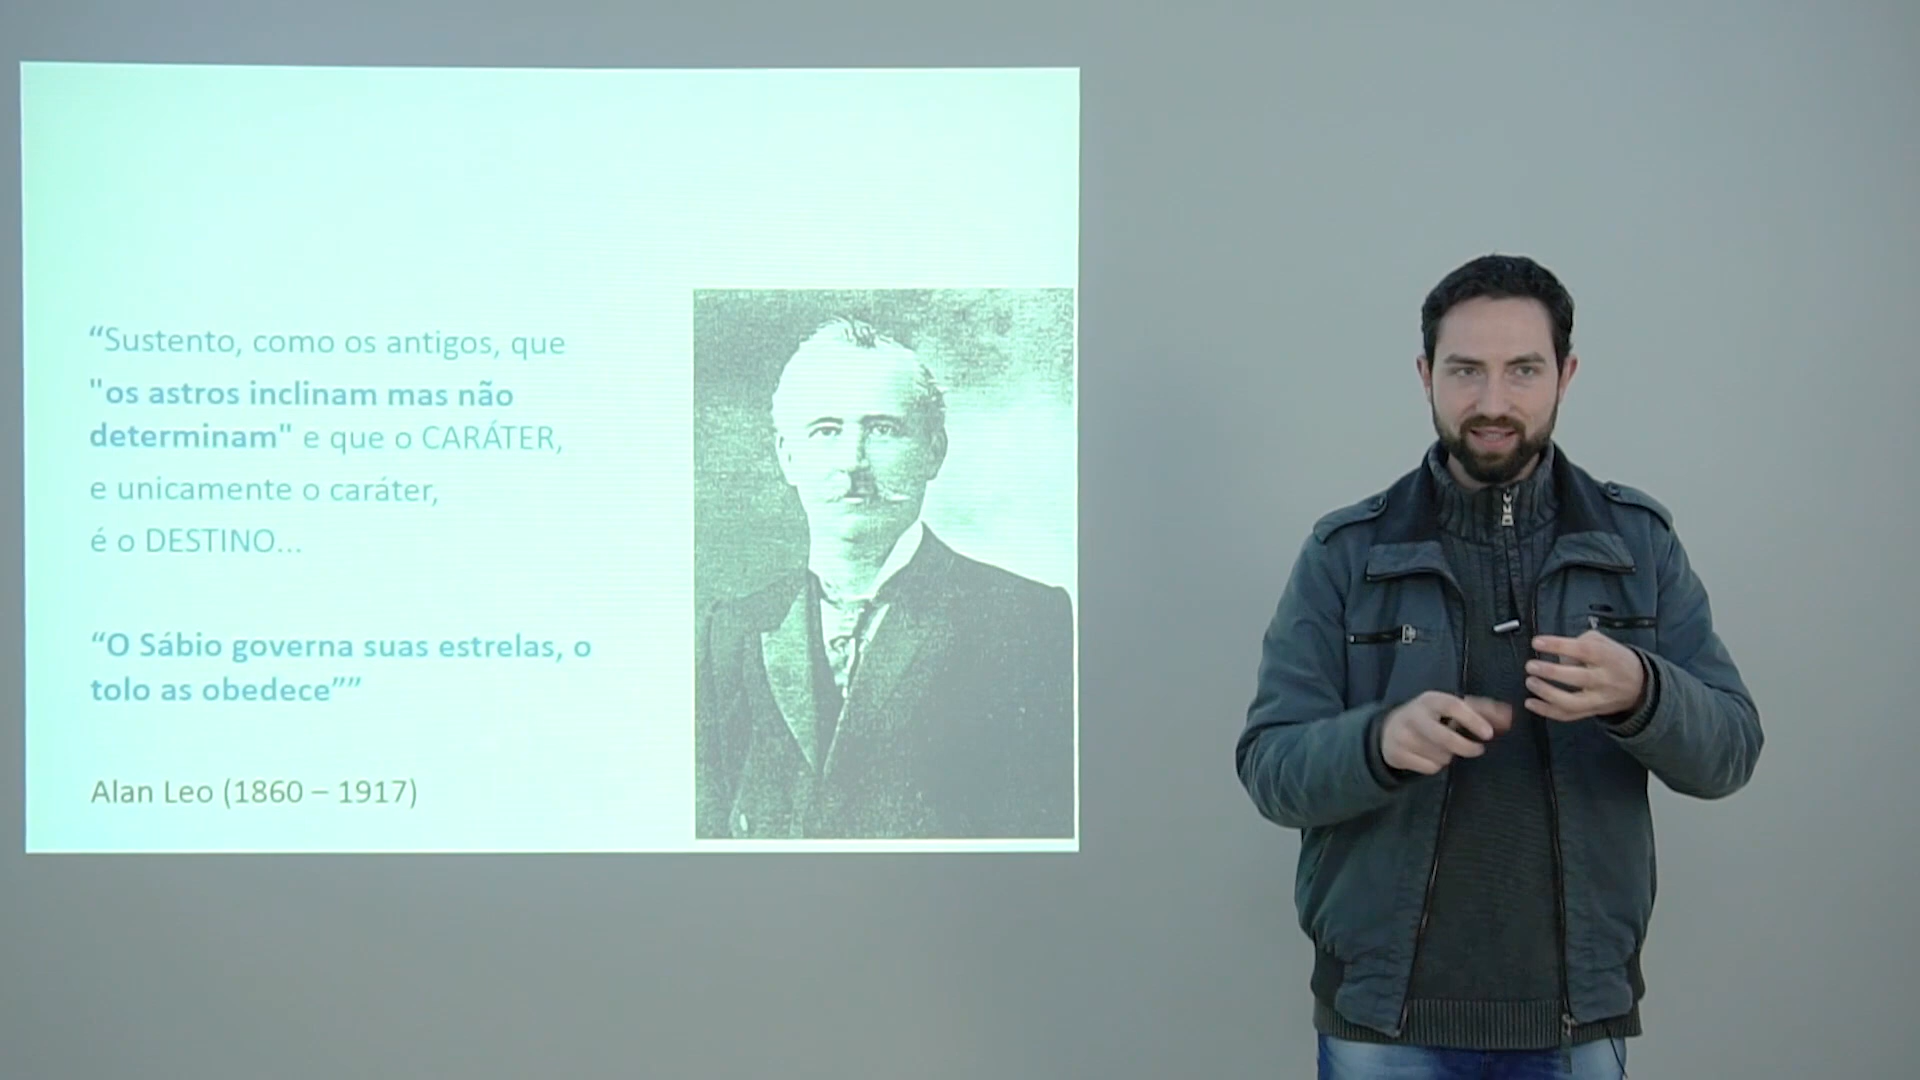 “Sustento, como os antigos, que
"os astros inclinam mas não
determinam" e que o CARÁTER,
e unicamente o caráter,
é o DESTINO...
“O Sábio governa suas estrelas, o
tolo as obedece””
Alan Leo (1860 – 1917)